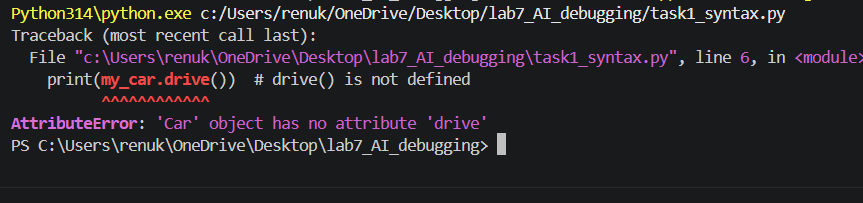 Python314\python.exe c:/Users/renuk/OneDrive/Desktop/lab7_AI_debugging/task1_syntax.py
Traceback (most recent call last):
  File "c:\Users\renuk\OneDrive\Desktop\lab7_AI_debugging\task1_syntax.py", line 6, in <module>
    print(my_car.drive())  # drive() is not defined
          ^^^^^^^^^^^^
AttributeError: 'Car' object has no attribute 'drive'
PS C:\Users\renuk\OneDrive\Desktop\lab7_AI_debugging>